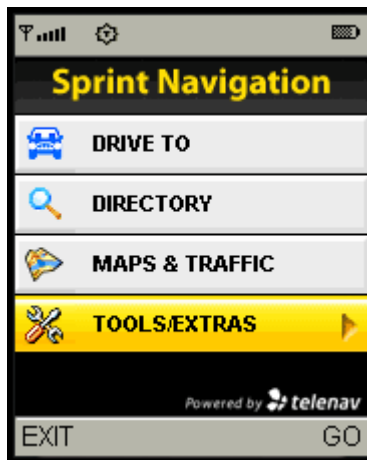 Sprint Navigation
DRIVE TO
DIRECTORY
MAPS & TRAFFIC
TOOLS/EXTRAS
Powered by telenav
EXIT GO